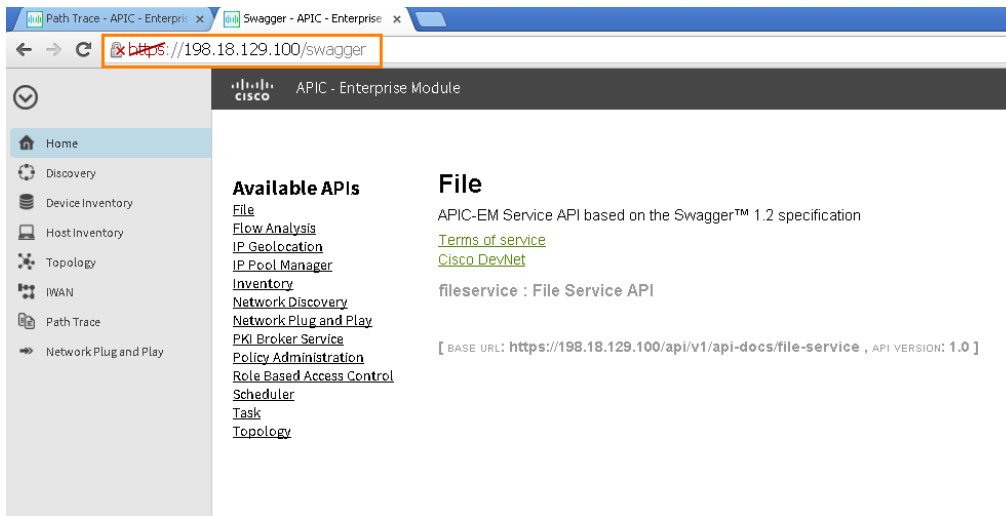 Path Trace - APIC - Enterpris
Swagger - APIC - Enterprise
https://198.18.129.100/swagger
cisco
APIC - Enterprise Module
Home
Discovery
Device Inventory
Host Inventory
Topology
IWAN
Path Trace
Network Plug and Play
Available APIs
File
Flow Analysis
IP Geolocation
IP Pool Manager
Inventory
Network Discovery
Network Plug and Play
PKI Broker Service
Policy Administration
Role Based Access Control
Scheduler
Task
Topology
File
APIC-EM Service API based on the Swagger™ 1.2 specification
Terms of service
Cisco DevNet
fileservice : File Service API
[ BASE URL: https://198.18.129.100/api/v1/api-docs/file-service , API VERSION: 1.0 ]